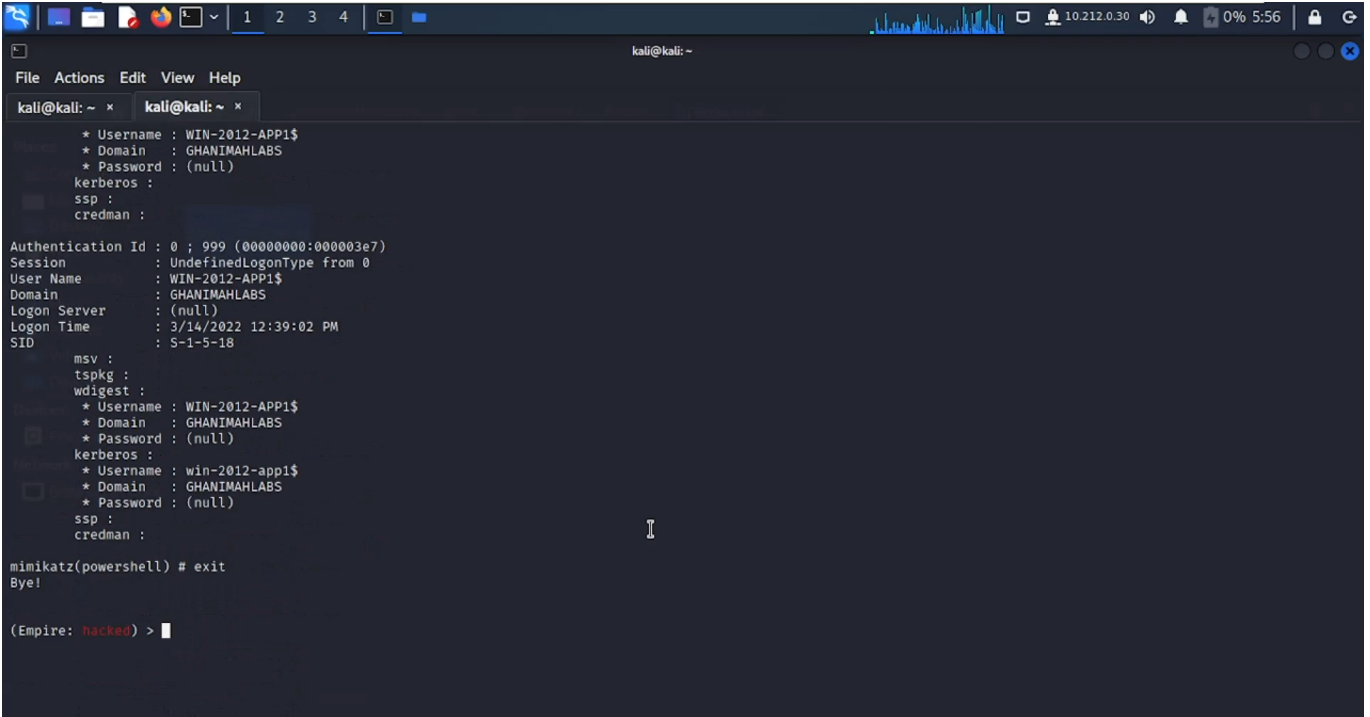 1 2 3 4 10.212.0.30 0% 5:56
kali@kali: ~
File Actions Edit View Help
kali@kali: ~ × kali@kali: ~ ×
* Username : WIN-2012-APP1$
* Domain : GHANIMAHLABS
* Password : (null)
kerberos :
ssp :
credman :
Authentication Id : 0 ; 999 (00000000:000003e7)
Session : UndefinedLogonType from 0
User Name : WIN-2012-APP1$
Domain : GHANIMAHLABS
Logon Server : (null)
Logon Time : 3/14/2022 12:39:02 PM
SID : S-1-5-18
msv :
tspkg :
wdigest :
* Username : WIN-2012-APP1$
* Domain : GHANIMAHLABS
* Password : (null)
kerberos :
* Username : win-2012-app1$
* Domain : GHANIMAHLABS
* Password : (null)
ssp :
credman :
mimikatz(powershell) # exit
Bye!
(Empire: hacked) >